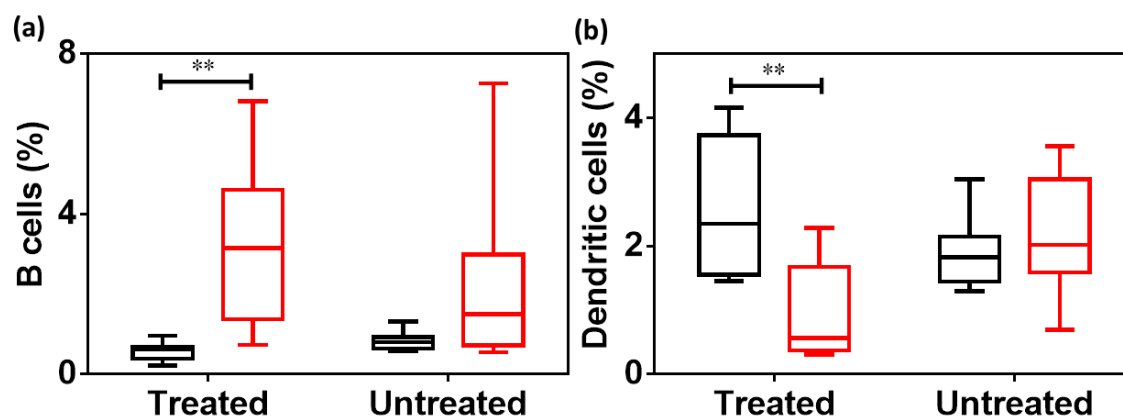 (a)
B cells (%)
8
4
0
**
Treated
Untreated
(b)
Dendritic cells (%)
4
2
0
**
Treated
Untreated